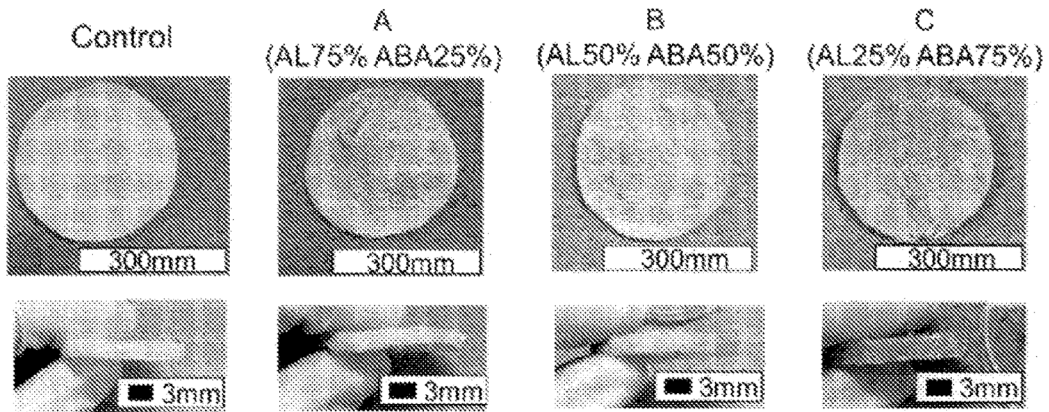 Control
A
(AL75% ABA25%)
B
(AL50% ABA50%)
C
(AL25% ABA75%)
300mm
300mm
300mm
300mm
3mm
3mm
3mm
3mm